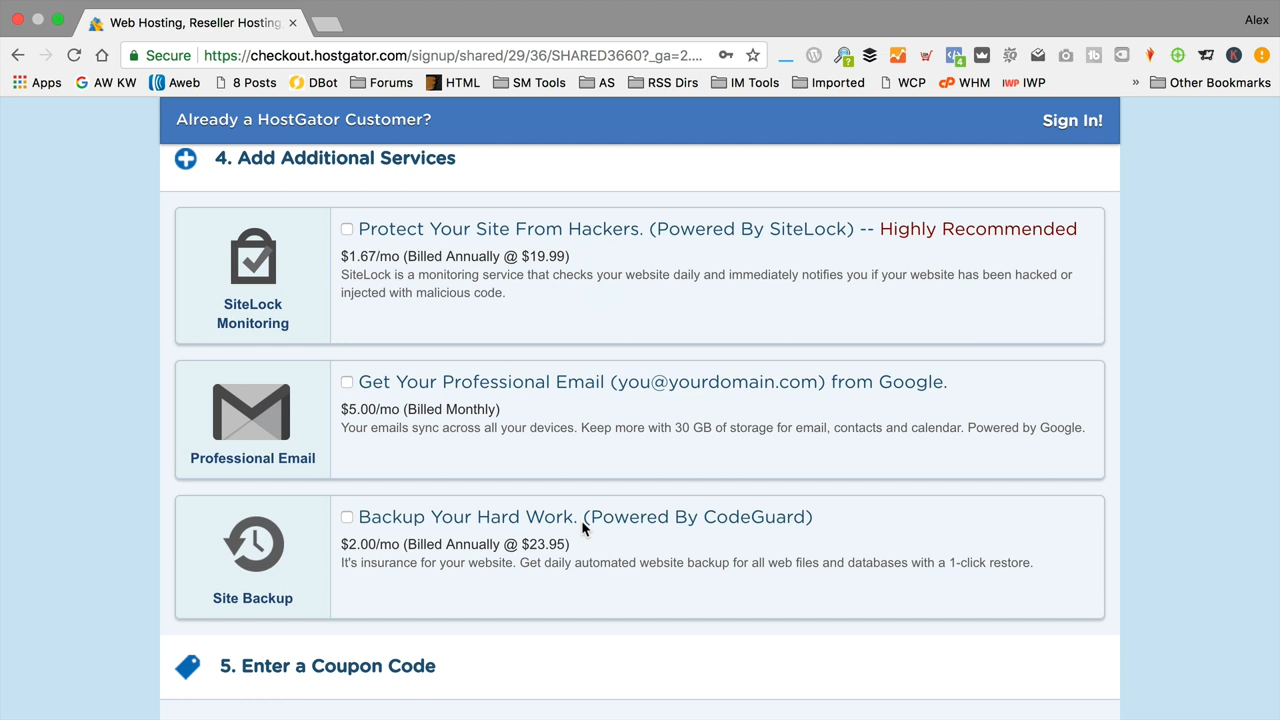 Web Hosting, Reseller Hosting,
Alex
Secure https://checkout.hostgator.com/signup/shared/29/36/SHARED3660?_ga=2....
Apps AW KW Aweb 8 Posts DBot Forums HTML SM Tools AS RSS Dirs IM Tools Imported WCP WHM IWP » Other Bookmarks
Already a HostGator Customer? Sign In!
4. Add Additional Services
Protect Your Site From Hackers. (Powered By SiteLock) -- Highly Recommended
$1.67/mo (Billed Annually @ $19.99)
SiteLock is a monitoring service that checks your website daily and immediately notifies you if your website has been hacked or
injected with malicious code.
SiteLock
Monitoring
Get Your Professional Email (you@yourdomain.com) from Google.
$5.00/mo (Billed Monthly)
Your emails sync across all your devices. Keep more with 30 GB of storage for email, contacts and calendar. Powered by Google.
Professional Email
Backup Your Hard Work. (Powered By CodeGuard)
$2.00/mo (Billed Annually @ $23.95)
It's insurance for your website. Get daily automated website backup for all web files and databases with a 1-click restore.
Site Backup
5. Enter a Coupon Code